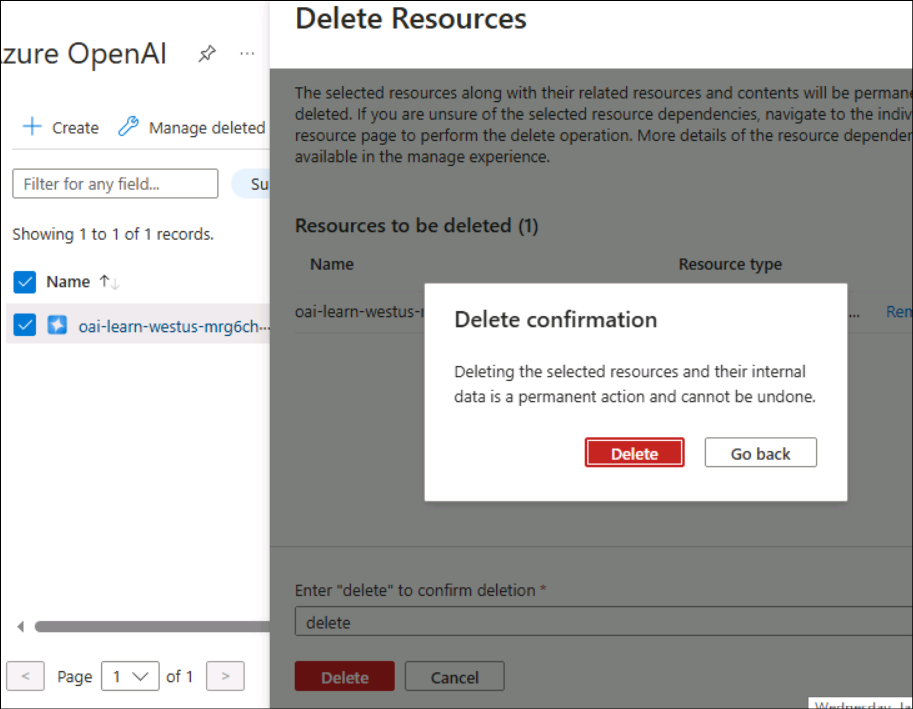 Azure OpenAI
Create
Manage deleted
Filter for any field...
Su
Showing 1 to 1 of 1 records.
Name
oai-learn-westus-mrg6ch...
Page 1 of 1
Delete Resources
The selected resources along with their related resources and contents will be permane
deleted. If you are unsure of the selected resource dependencies, navigate to the indiv
resource page to perform the delete operation. More details of the resource dependen
available in the manage experience.
Resources to be deleted (1)
Name Resource type
oai-learn-westus- ... Rem
Delete confirmation
Deleting the selected resources and their internal
data is a permanent action and cannot be undone.
Delete Go back
Enter "delete" to confirm deletion *
delete
Delete Cancel
Wednesday, Ja